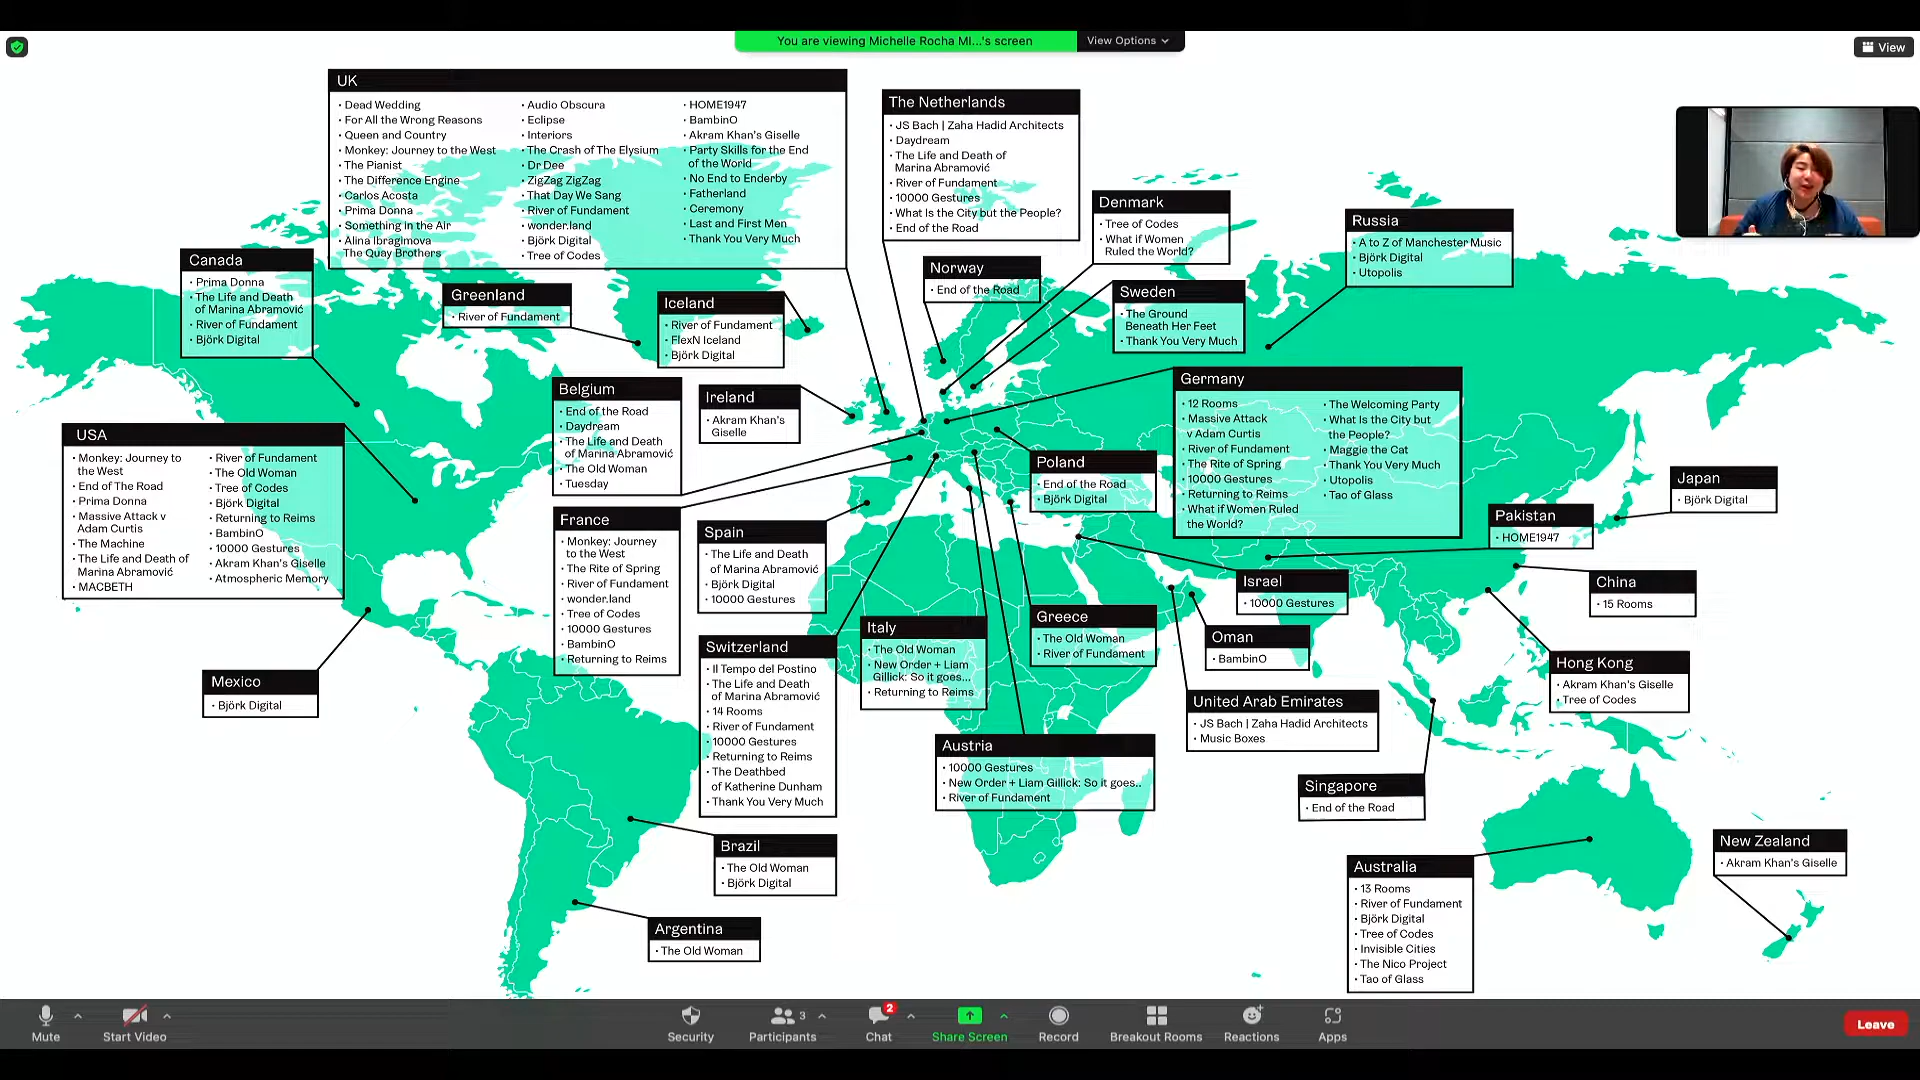 You are viewing Michelle Rocha MI...'s screen
View Options
View
UK
• Dead Wedding
• For All the Wrong Reasons
• Queen and Country
• Monkey: Journey to the West
• The Pianist
• The Difference Engine
• Carlos Acosta
• Prima Donna
• Something in the Air
• Alina Ibragimova
The Quay Brothers
• Audio Obscura
• Eclipse
• Interiors
• The Crash of The Elysium
• Dr Dee
• ZigZag ZigZag
• That Day We Sang
• River of Fundament
• wonder.land
• Björk Digital
• Tree of Codes
• HOME1947
• BambinO
• Akram Khan's Giselle
• Party Skills for the End
of the World
• No End to Enderby
• Fatherland
• Ceremony
• Last and First Men
• Thank You Very Much
The Netherlands
• JS Bach | Zaha Hadid Architects
• Daydream
• The Life and Death of
Marina Abramović
• River of Fundament
• 10000 Gestures
• What Is the City but the People?
• End of the Road
Denmark
• Tree of Codes
• What if Women
Ruled the World?
Russia
• A to Z of Manchester Music
• Björk Digital
• Utopolis
Canada
• Prima Donna
• The Life and Death
of Marina Abramović
• River of Fundament
• Björk Digital
Greenland
• River of Fundament
Iceland
• River of Fundament
• FlexN Iceland
• Björk Digital
Norway
• End of the Road
Sweden
• The Ground
Beneath Her Feet
• Thank You Very Much
Belgium
• End of the Road
• Daydream
• The Life and Death
of Marina Abramović
• The Old Woman
• Tuesday
Ireland
• Akram Khan's
Giselle
Germany
• 12 Rooms
• Massive Attack
v Adam Curtis
• River of Fundament
• The Rite of Spring
• 10000 Gestures
• Returning to Reims
• What if Women Ruled
the World?
• The Welcoming Party
• What Is the City but
the People?
• Maggie the Cat
• Thank You Very Much
• Utopolis
• Tao of Glass
USA
• Monkey: Journey to
the West
• End of The Road
• Prima Donna
• Massive Attack v
Adam Curtis
• The Machine
• The Life and Death of
Marina Abramović
• MACBETH
• River of Fundament
• The Old Woman
• Tree of Codes
• Björk Digital
• Returning to Reims
• BambinO
• 10000 Gestures
• Akram Khan's Giselle
• Atmospheric Memory
Poland
• End of the Road
• Björk Digital
Japan
• Björk Digital
Pakistan
• HOME1947
France
• Monkey: Journey
to the West
• The Rite of Spring
• River of Fundament
• wonder.land
• Tree of Codes
• 10000 Gestures
• BambinO
• Returning to Reims
Spain
• The Life and Death
of Marina Abramović
• Björk Digital
• 10000 Gestures
Israel
• 10000 Gestures
China
• 15 Rooms
Greece
• The Old Woman
• River of Fundament
Italy
• The Old Woman
• New Order + Liam
Gillick: So it goes...
• Returning to Reims
Oman
• BambinO
Switzerland
• Il Tempo del Postino
• The Life and Death
of Marina Abramović
• 14 Rooms
• River of Fundament
• 10000 Gestures
• Returning to Reims
• The Deathbed
of Katherine Dunham
• Thank You Very Much
Hong Kong
• Akram Khan's Giselle
• Tree of Codes
Mexico
• Björk Digital
United Arab Emirates
• JS Bach | Zaha Hadid Architects
• Music Boxes
Austria
• 10000 Gestures
• New Order + Liam Gillick: So it goes..
• River of Fundament
Singapore
• End of the Road
Brazil
• The Old Woman
• Björk Digital
New Zealand
• Akram Khan's Giselle
Australia
• 13 Rooms
• River of Fundament
• Björk Digital
• Tree of Codes
• Invisible Cities
• The Nico Project
• Tao of Glass
Argentina
• The Old Woman
Mute
Start Video
Security
Participants 3
Chat 2
Share Screen
Record
Breakout Rooms
Reactions
Apps
Leave